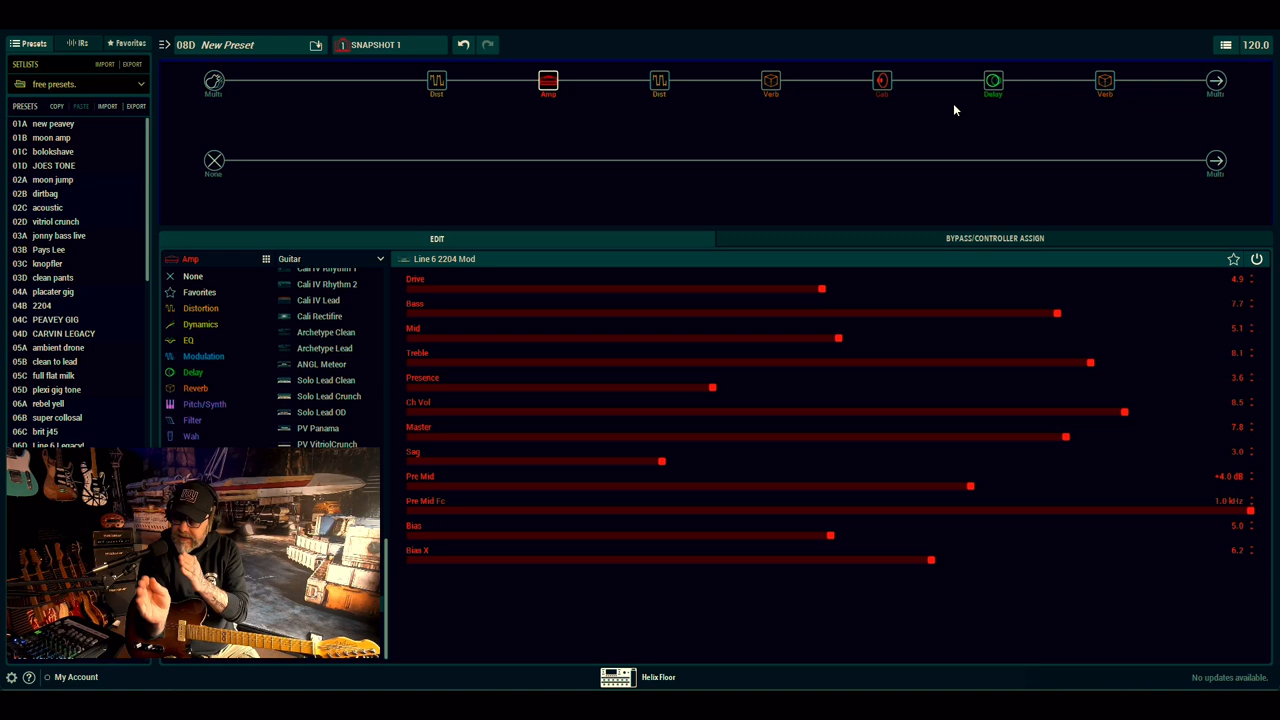 Presets
IRs
Favorites
08D New Preset
1 SNAPSHOT 1
120.0
SETLISTS
IMPORT EXPORT
free presets.
PRESETS COPY PASTE IMPORT EXPORT
01A new peavey
01B moon amp
01C bolokshave
01D JOES TONE
02A moon jump
02B dirtbag
02C acoustic
02D vitriol crunch
03A jonny bass live
03B Pays Lee
03C knopfler
03D clean pants
04A placater gig
04B 2204
04C PEAVEY GIG
04D CARVIN LEGACY
05A ambient drone
05B clean to lead
05C full flat milk
05D plexi gig tone
06A rebel yell
06B super collosal
06C brit j45
06D Line 6 Legacy!
Multi
Dist
Amp
Dist
Verb
Cab
Delay
Verb
Multi
None
Multi
EDIT
BYPASS/CONTROLLER ASSIGN
Amp
Guitar
None
Favorites
Distortion
Dynamics
EQ
Modulation
Delay
Reverb
Pitch/Synth
Filter
Wah
Cali IV Rhythm 1
Cali IV Rhythm 2
Cali IV Lead
Cali Rectifire
Archetype Clean
Archetype Lead
ANGL Meteor
Solo Lead Clean
Solo Lead Crunch
Solo Lead OD
PV Panama
PV VitriolCrunch
Line 6 2204 Mod
Drive 4.9
Bass 7.7
Mid 5.1
Treble 8.1
Presence 3.6
Ch Vol 8.5
Master 7.8
Sag 3.0
Pre Mid +4.0 dB
Pre Mid Fc 1.0 kHz
Bias 5.0
Bias X 6.2
My Account
Helix Floor
No updates available.